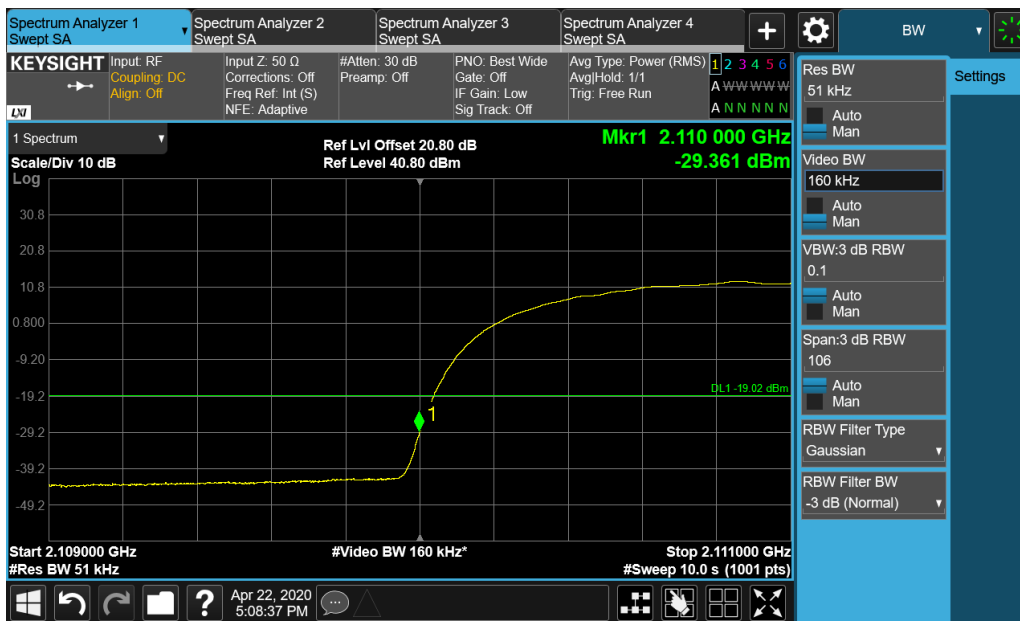 Spectrum Analyzer 1
Swept SA
Spectrum Analyzer 2
Swept SA
Spectrum Analyzer 3
Swept SA
Spectrum Analyzer 4
Swept SA
+
BW
KEYSIGHT
LXI
Input: RF
Coupling: DC
Align: Off
Input Z: 50 Ω
Corrections: Off
Freq Ref: Int (S)
NFE: Adaptive
#Atten: 30 dB
Preamp: Off
PNO: Best Wide
Gate: Off
IF Gain: Low
Sig Track: Off
Avg Type: Power (RMS)
Avg|Hold: 1/1
Trig: Free Run
1 2 3 4 5 6
A W W W W W
A N N N N N
1 Spectrum
Scale/Div 10 dB
Log
Ref Lvl Offset 20.80 dB
Ref Level 40.80 dBm
Mkr1 2.110 000 GHz
-29.361 dBm
30.8
20.8
10.8
0.800
-9.20
-19.2
-29.2
-39.2
-49.2
DL1 -19.02 dBm
1
Start 2.109000 GHz
#Res BW 51 kHz
#Video BW 160 kHz*
Stop 2.111000 GHz
#Sweep 10.0 s (1001 pts)
Res BW
51 kHz
Auto
Man
Video BW
160 kHz
Auto
Man
VBW:3 dB RBW
0.1
Auto
Man
Span:3 dB RBW
106
Auto
Man
RBW Filter Type
Gaussian
RBW Filter BW
-3 dB (Normal)
Settings
?
Apr 22, 2020
5:08:37 PM